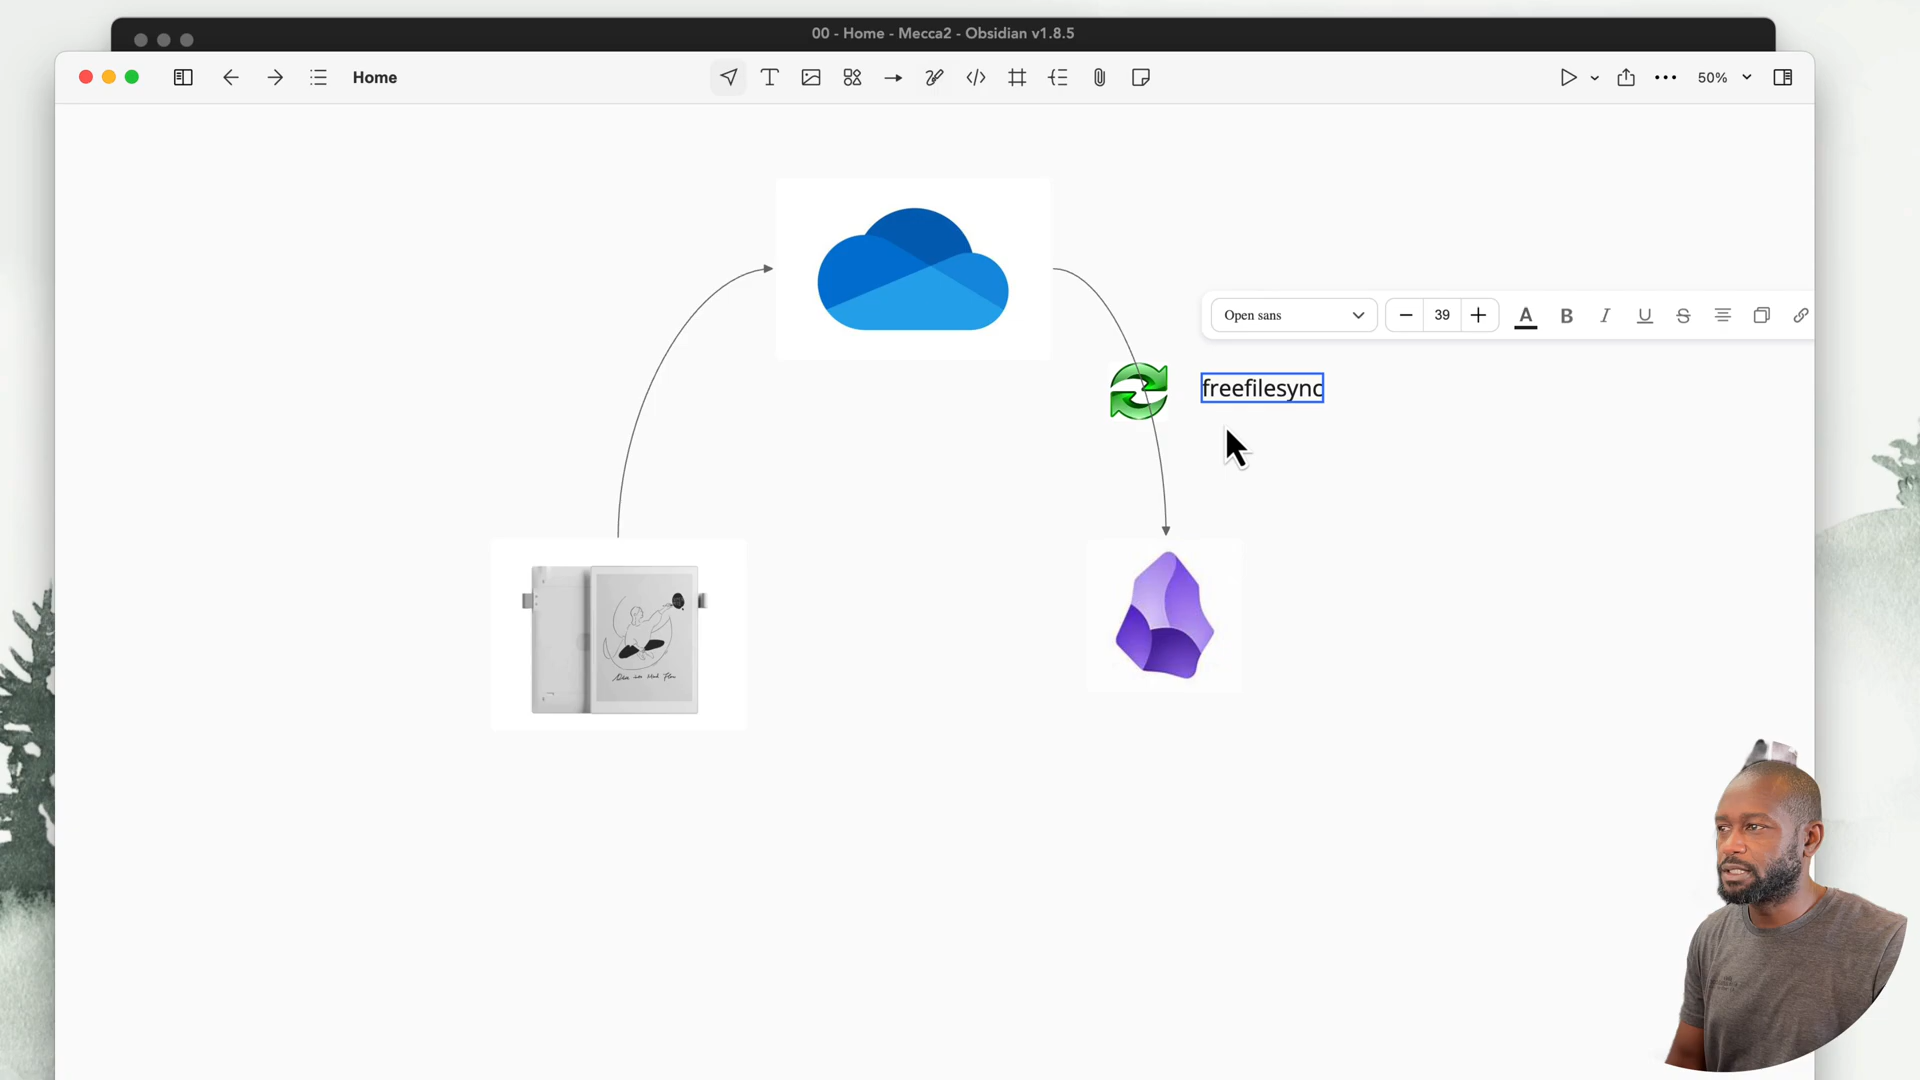 00 - Home - Mecca2 - Obsidian v1.8.5
Home
50%
Open sans
39
A B I U S
freefilesync